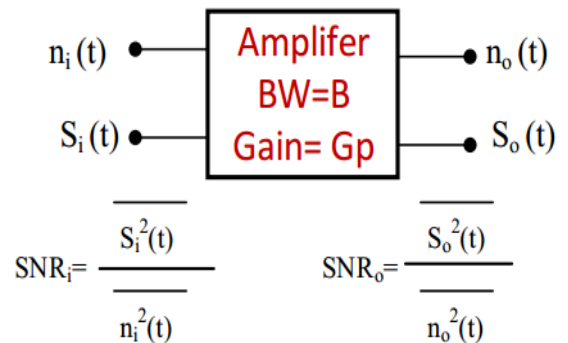 nᵢ(t)
Amplifer
nₒ(t)
BW=B
Sᵢ(t)
Gain= Gp
Sₒ(t)
SNRᵢ= Sᵢ²(t)
nᵢ²(t)
SNRₒ= Sₒ²(t)
nₒ²(t)